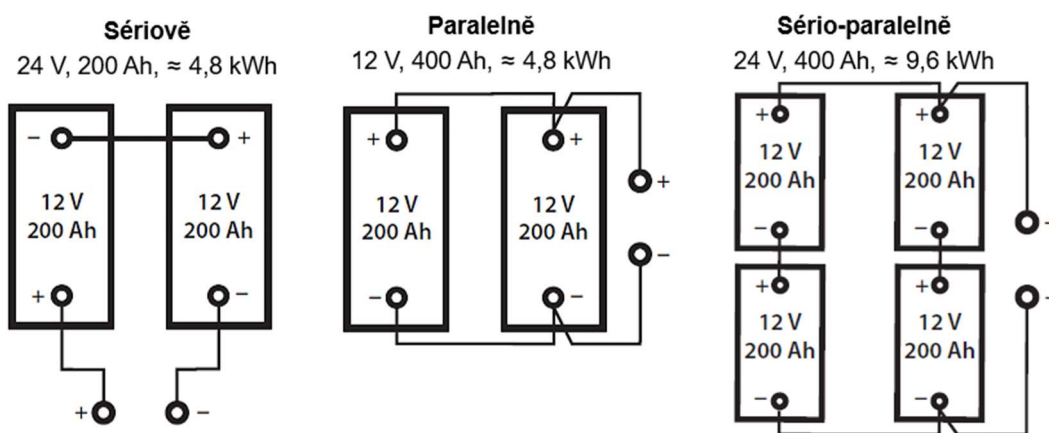 Sériově
24 V, 200 Ah, ≈ 4,8 kWh
− +
12 V
200 Ah
12 V
200 Ah
+ −
+ −
Paralelně
12 V, 400 Ah, ≈ 4,8 kWh
+ +
+
12 V
200 Ah
12 V
200 Ah
−
− −
Sério-paralelně
24 V, 400 Ah, ≈ 9,6 kWh
+ +
12 V
200 Ah
12 V
200 Ah
− −
+ +
12 V
200 Ah
12 V
200 Ah
− −